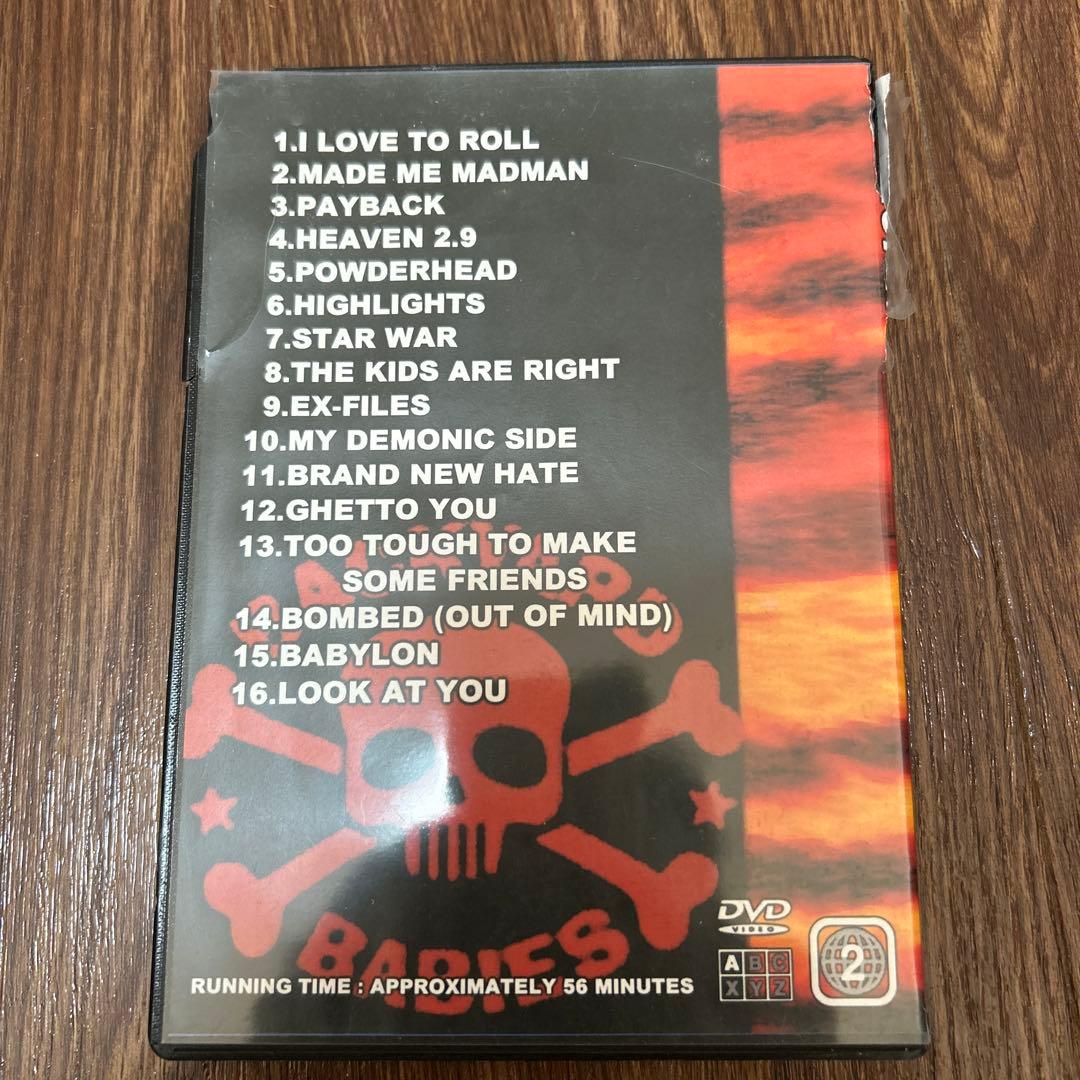 1.I LOVE TO ROLL
2.MADE ME MADMAN
3.PAYBACK
4.HEAVEN 2.9
5.POWDERHEAD
6.HIGHLIGHTS
7.STAR WAR
8.THE KIDS ARE RIGHT
9.EX-FILES
10.MY DEMONIC SIDE
11.BRAND NEW HATE
12.GHETTO YOU
13.TOO TOUGH TO MAKE
SOME FRIENDS
14.BOMBED (OUT OF MIND)
15.BABYLON
16.LOOK AT YOU
BACKYARD
BABIES
RUNNING TIME : APPROXIMATELY 56 MINUTES
DVD
VIDEO
A B C
X Y Z
2